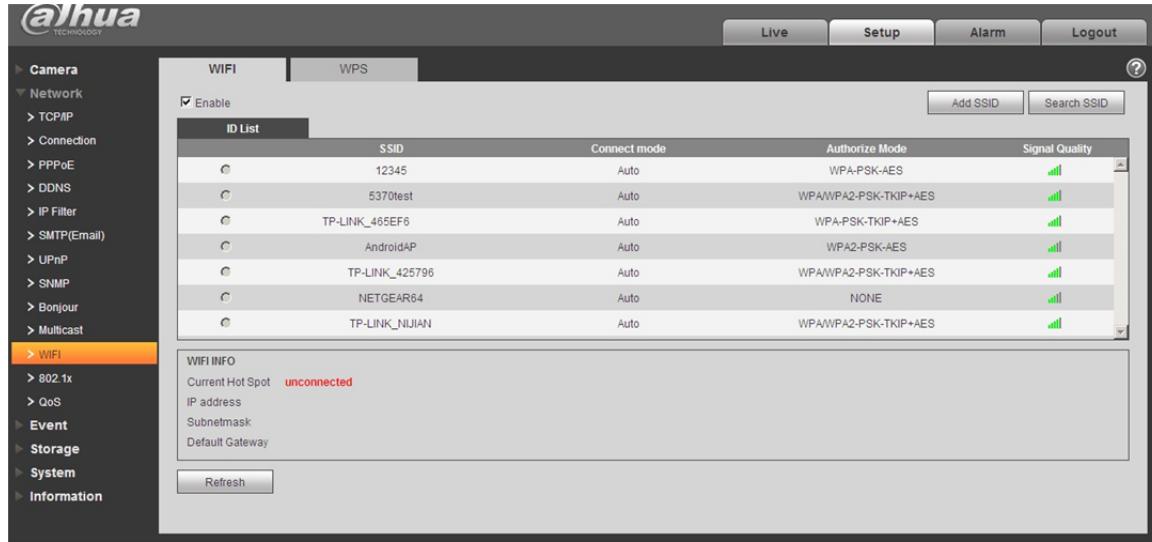 alhua
TECHNOLOGY
Live Setup Alarm Logout
Camera
Network
> TCP/IP
> Connection
> PPPoE
> DDNS
> IP Filter
> SMTP(Email)
> UPnP
> SNMP
> Bonjour
> Multicast
> WIFI
> 802.1x
> QoS
Event
Storage
System
Information
WIFI WPS ?
Enable Add SSID Search SSID
ID List
SSID Connect mode Authorize Mode Signal Quality
12345 Auto WPA-PSK-AES
5370test Auto WPA/WPA2-PSK-TKIP+AES
TP-LINK_465EF6 Auto WPA-PSK-TKIP+AES
AndroidAP Auto WPA2-PSK-AES
TP-LINK_425796 Auto WPA/WPA2-PSK-TKIP+AES
NETGEAR64 Auto NONE
TP-LINK_NIJIAN Auto WPA/WPA2-PSK-TKIP+AES
WIFI INFO
Current Hot Spot unconnected
IP address
Subnetmask
Default Gateway
Refresh